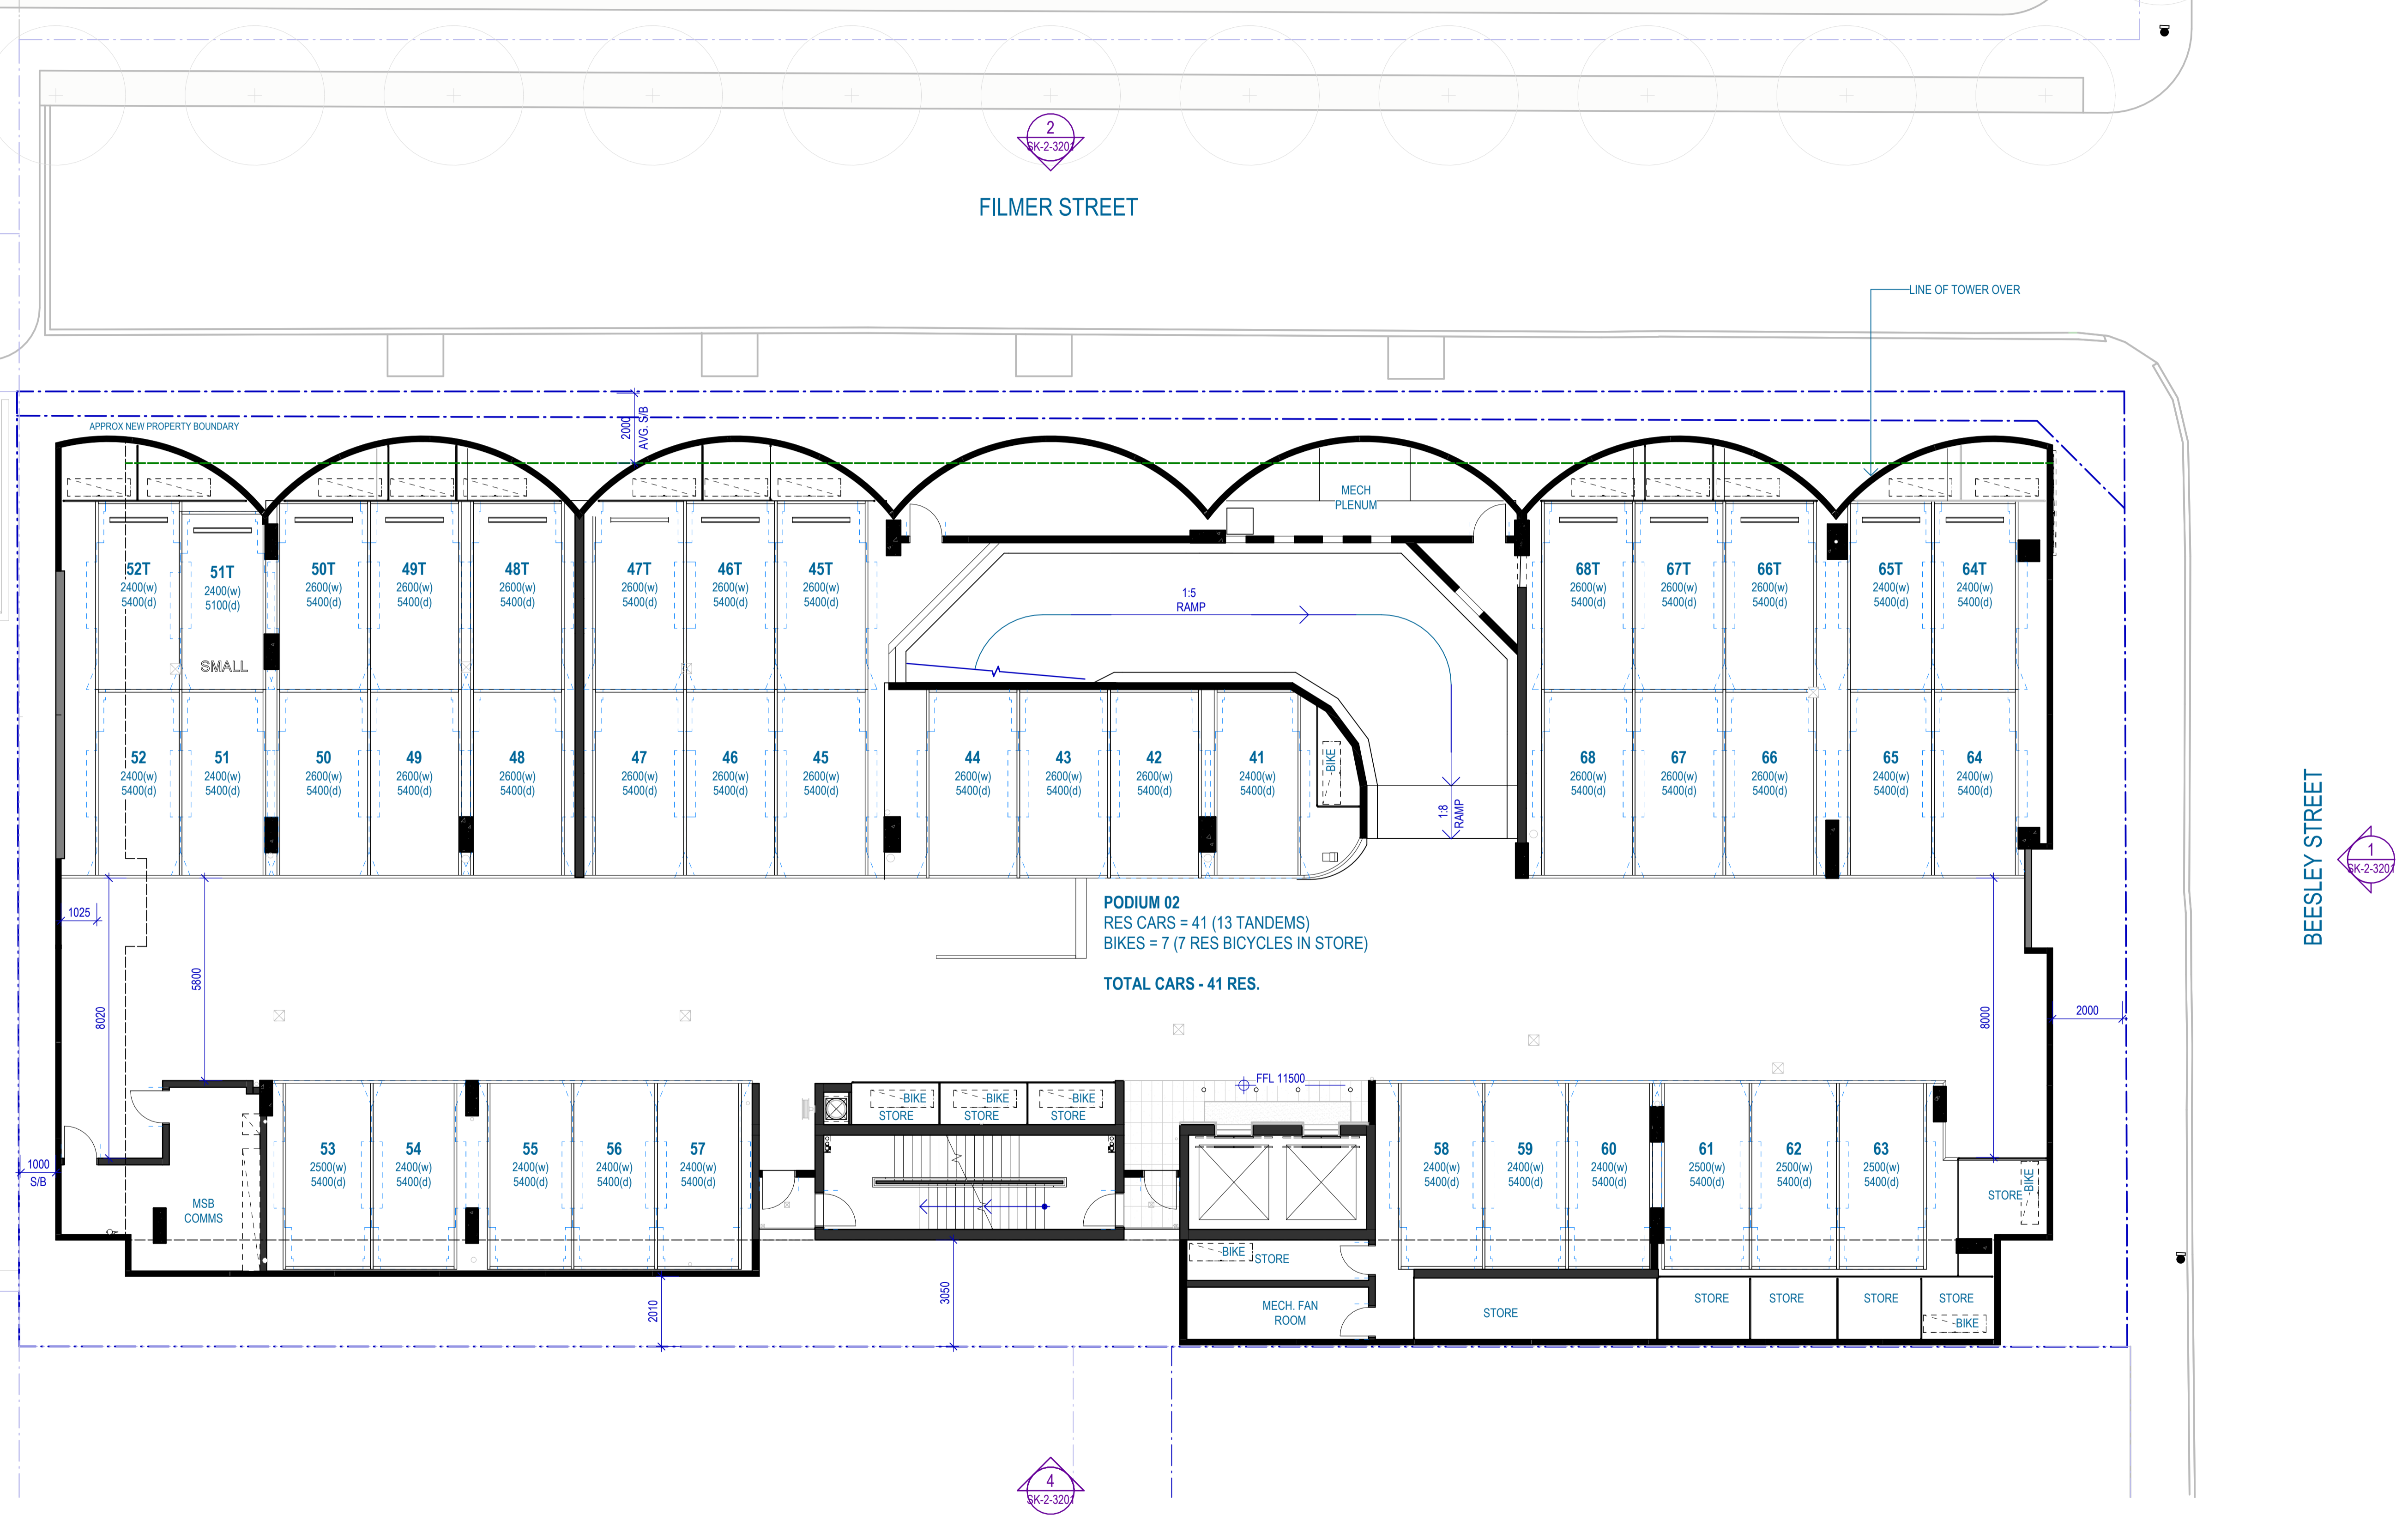 2
SK-2-3201
FILMER STREET
LINE OF TOWER OVER
APPROX NEW PROPERTY BOUNDARY
2000
AVG. S/B
MECH
PLENUM
52T
2400(w)
5400(d)
51T
2400(w)
5100(d)
SMALL
50T
2600(w)
5400(d)
49T
2600(w)
5400(d)
48T
2600(w)
5400(d)
47T
2600(w)
5400(d)
46T
2600(w)
5400(d)
45T
2600(w)
5400(d)
1:5
RAMP
68T
2600(w)
5400(d)
67T
2600(w)
5400(d)
66T
2600(w)
5400(d)
65T
2400(w)
5400(d)
64T
2400(w)
5400(d)
52
2400(w)
5400(d)
51
2400(w)
5400(d)
50
2600(w)
5400(d)
49
2600(w)
5400(d)
48
2600(w)
5400(d)
47
2600(w)
5400(d)
46
2600(w)
5400(d)
45
2600(w)
5400(d)
44
2600(w)
5400(d)
43
2600(w)
5400(d)
42
2600(w)
5400(d)
41
2400(w)
5400(d)
BIKE
1:8
RAMP
68
2600(w)
5400(d)
67
2600(w)
5400(d)
66
2600(w)
5400(d)
65
2400(w)
5400(d)
64
2400(w)
5400(d)
BEESLEY STREET
1
SK-2-3201
1025
8020
5800
PODIUM 02
RES CARS = 41 (13 TANDEMS)
BIKES = 7 (7 RES BICYCLES IN STORE)
TOTAL CARS - 41 RES.
8000
2000
FFL 11500
BIKE
STORE
BIKE
STORE
BIKE
STORE
1000
S/B
MSB
COMMS
53
2500(w)
5400(d)
54
2400(w)
5400(d)
55
2400(w)
5400(d)
56
2400(w)
5400(d)
57
2400(w)
5400(d)
58
2400(w)
5400(d)
59
2400(w)
5400(d)
60
2400(w)
5400(d)
61
2500(w)
5400(d)
62
2500(w)
5400(d)
63
2500(w)
5400(d)
STORE
BIKE
BIKE
STORE
2010
3050
MECH. FAN
ROOM
STORE
STORE
STORE
STORE
STORE
BIKE
4
SK-2-3201